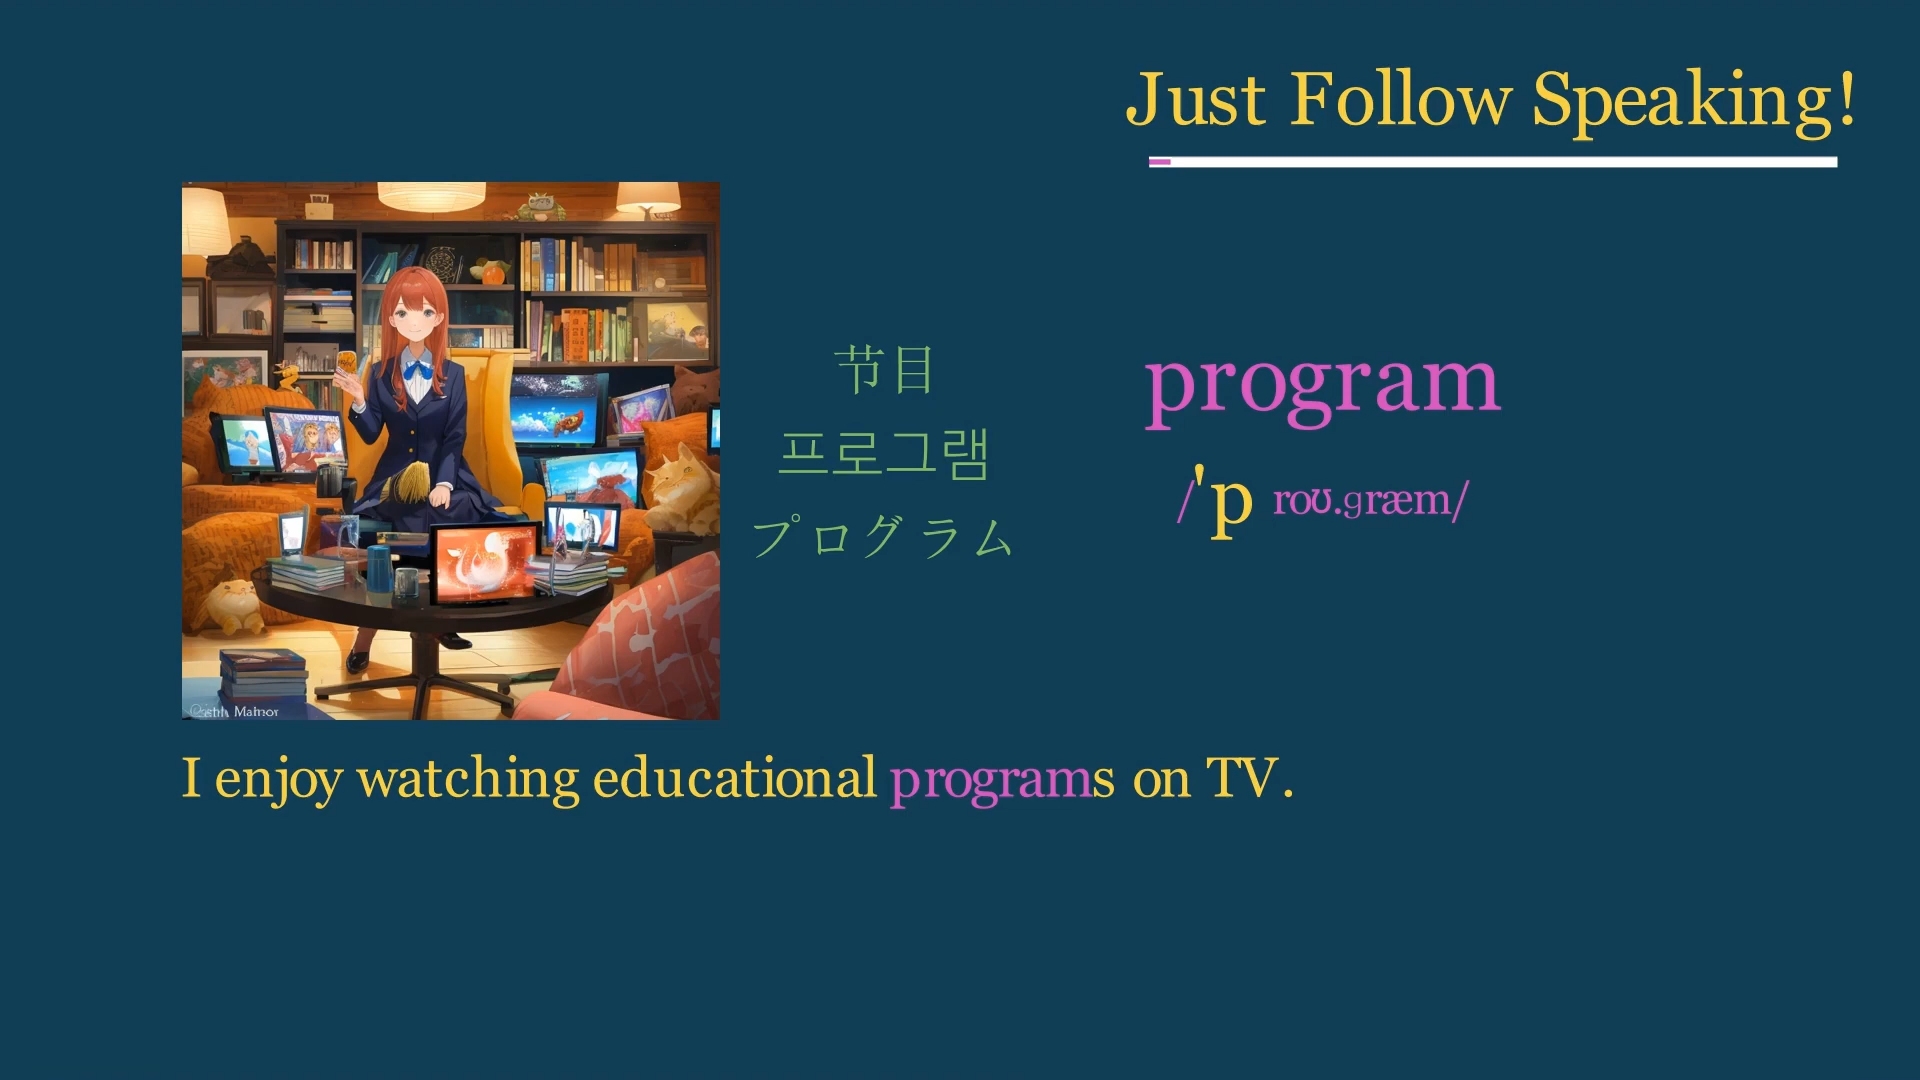 Just Follow Speaking!
节目
프로그램
プログラム
program
/ˈp roʊ.ɡræm/
I enjoy watching educational programs on TV.